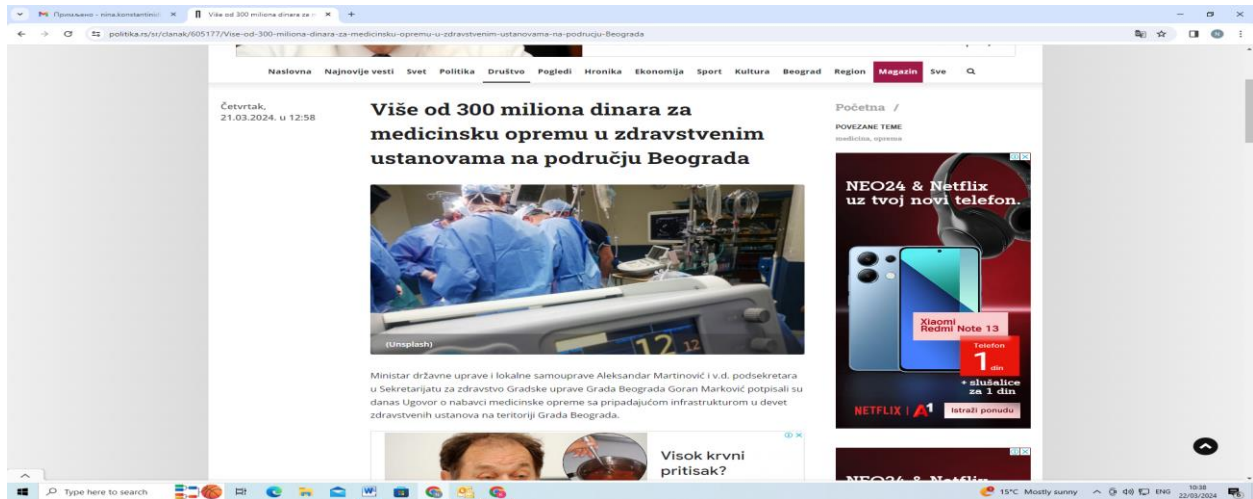 Примљено - nina.konstantino
Više od 300 miliona dinara za
politika.rs/sr/clanak/605177/Vise-od-300-miliona-dinara-za-medicinsku-opremu-u-zdravstvenim-ustanovama-na-podrucju-Beograda
Naslovna Najnovije vesti Svet Politika Društvo Pogledi Hronika Ekonomija Sport Kultura Beograd Region Magazin Sve
Četvrtak,
21.03.2024. u 12:58
Više od 300 miliona dinara za
medicinsku opremu u zdravstvenim
ustanovama na području Beograda
(Unsplash)
12 12
Ministar državne uprave i lokalne samouprave Aleksandar Martinović i v.d. podsekretara
u Sekretarijatu za zdravstvo Gradske uprave Grada Beograda Goran Marković potpisali su
danas Ugovor o nabavci medicinske opreme sa pripadajućom infrastrukturom u devet
zdravstvenih ustanova na teritoriji Grada Beograda.
Visok krvni
pritisak?
Početna /
POVEZANE TEME
medicina, oprema
NEO24 & Netflix
uz tvoj novi telefon.
Xiaomi
Redmi Note 13
Telefon
1 din
+ slušalice
za 1 din
NETFLIX | A1
Istraži ponudu
NEO24 & Netflix
Type here to search
15°C Mostly sunny
ENG
10:38
22/03/2024